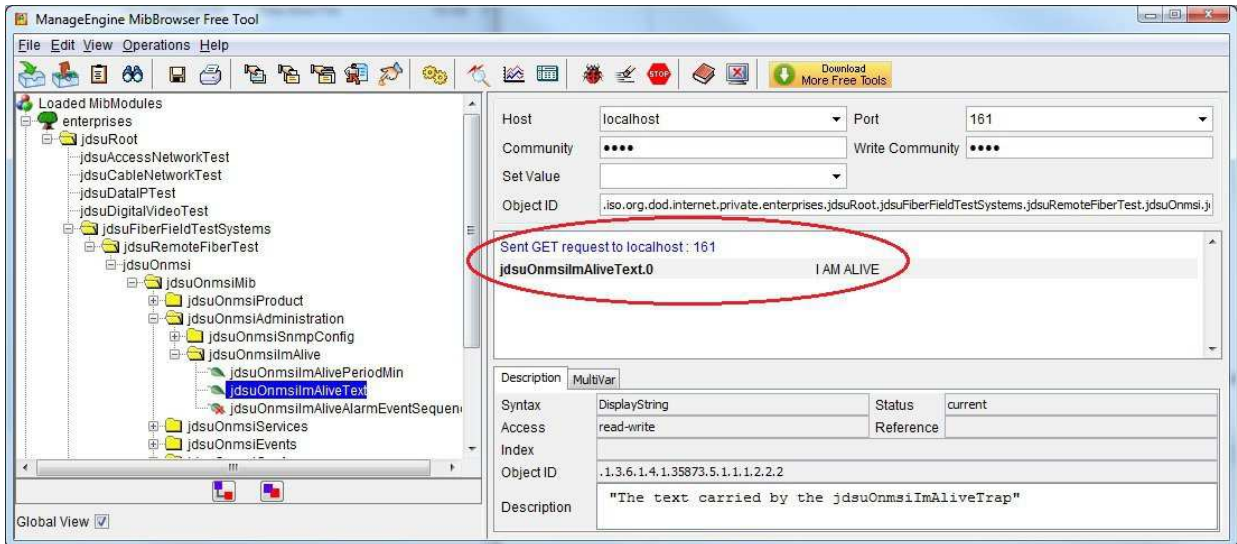 ManageEngine MibBrowser Free Tool
File Edit View Operations Help
STOP
Download
More Free Tools
Loaded MibModules
enterprises
jdsuRoot
jdsuAccessNetworkTest
jdsuCableNetworkTest
jdsuDataIPTest
jdsuDigitalVideoTest
jdsuFiberFieldTestSystems
jdsuRemoteFiberTest
jdsuOnmsi
jdsuOnmsiMib
jdsuOnmsiProduct
jdsuOnmsiAdministration
jdsuOnmsiSnmpConfig
jdsuOnmsiImAlive
jdsuOnmsiImAlivePeriodMin
jdsuOnmsiImAliveText
jdsuOnmsiImAliveAlarmEventSequen
jdsuOnmsiServices
jdsuOnmsiEvents
Global View
Host localhost Port 161
Community •••• Write Community ••••
Set Value
Object ID .iso.org.dod.internet.private.enterprises.jdsuRoot.jdsuFiberFieldTestSystems.jdsuRemoteFiberTest.jdsuOnmsi.j
Sent GET request to localhost : 161
jdsuOnmsiImAliveText.0 I AM ALIVE
Description MultiVar
Syntax DisplayString Status current
Access read-write Reference
Index
Object ID .1.3.6.1.4.1.35873.5.1.1.1.2.2.2
Description "The text carried by the jdsuOnmsiImAliveTrap"